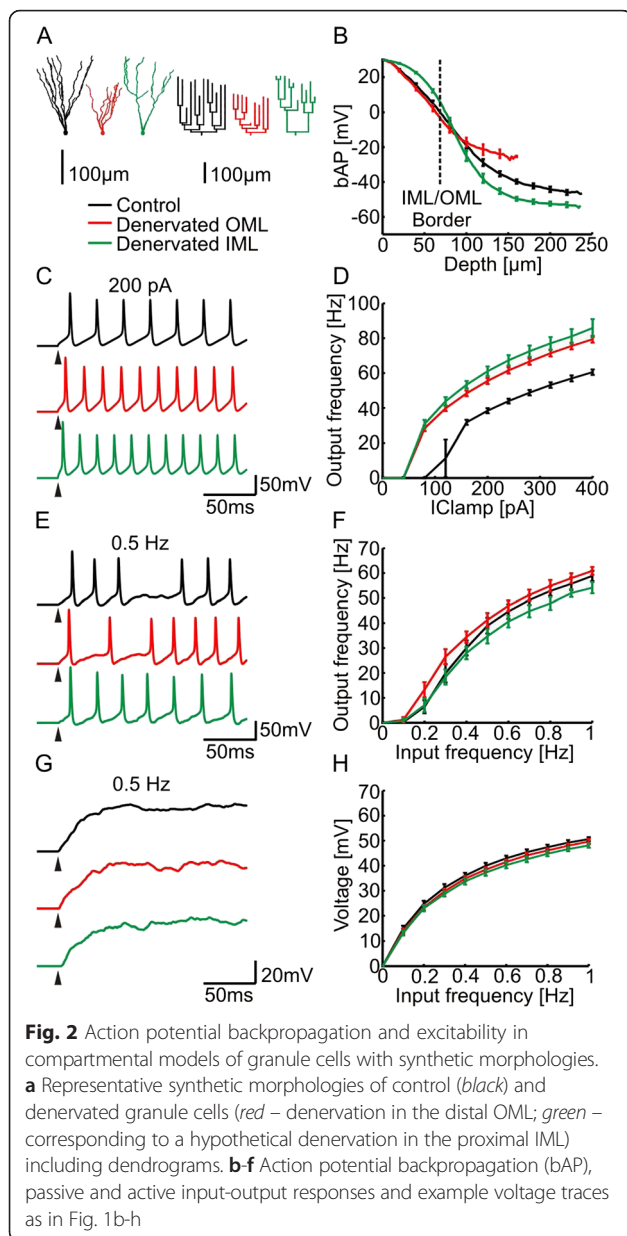 A
100µm
100µm
Control
Denervated OML
Denervated IML
B
bAP [mV]
30
0
-20
-40
-60
IML/OML
Border
0 50 100 150 200 250
Depth [µm]
C
200 pA
50mV
50ms
D
Output frequency [Hz]
100
80
60
40
20
0
0 100 200 300 400
IClamp [pA]
E
0.5 Hz
50mV
50ms
F
Output frequency [Hz]
70
60
50
40
30
20
10
0
0 0.2 0.4 0.6 0.8 1
Input frequency [Hz]
G
0.5 Hz
20mV
50ms
H
Voltage [mV]
70
60
50
40
30
20
10
0
0 0.2 0.4 0.6 0.8 1
Input frequency [Hz]
Fig. 2 Action potential backpropagation and excitability in
compartmental models of granule cells with synthetic morphologies.
a Representative synthetic morphologies of control (black) and
denervated granule cells (red – denervation in the distal OML; green –
corresponding to a hypothetical denervation in the proximal IML)
including dendrograms. b-f Action potential backpropagation (bAP),
passive and active input-output responses and example voltage traces
as in Fig. 1b-h